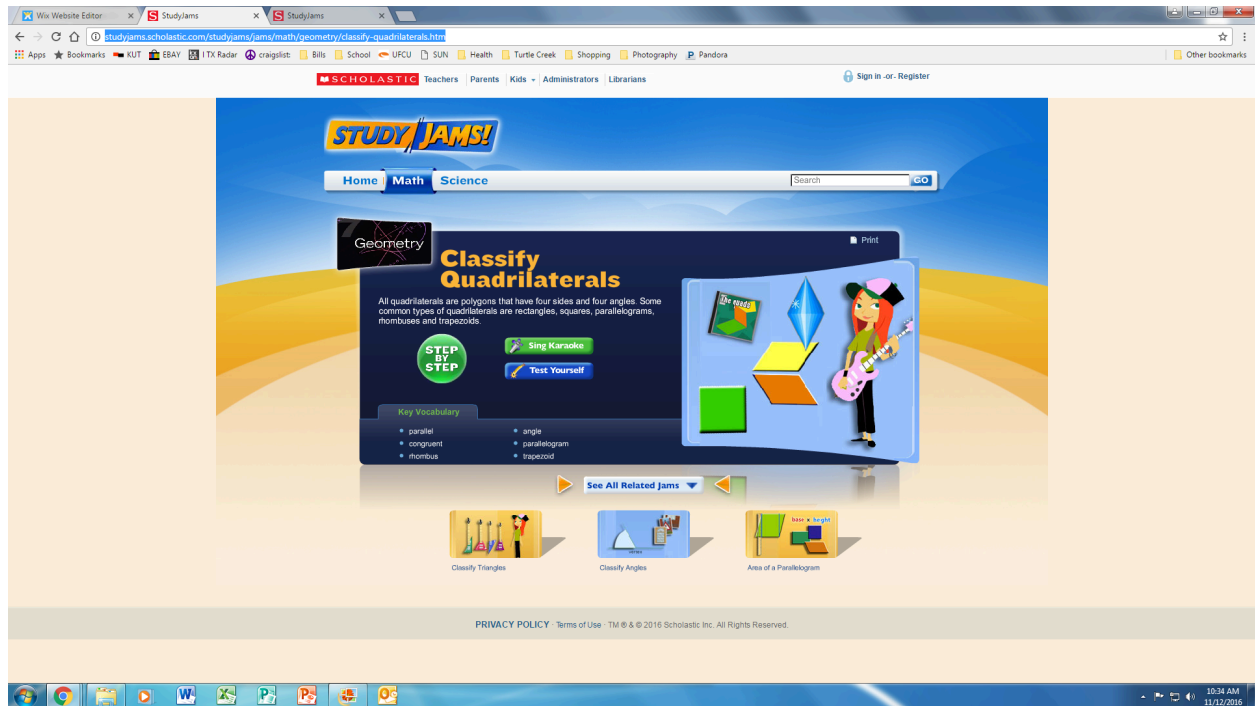 Wix Website Editor StudyJams StudyJams
studyjams.scholastic.com/studyjams/jams/math/geometry/classify-quadrilaterals.htm
Apps Bookmarks KUT EBAY ITX Radar craigslist: Bills School UFCU SUN Health Turtle Creek Shopping Photography Pandora Other bookmarks
SCHOLASTIC Teachers Parents Kids Administrators Librarians Sign in -or- Register
STUDY JAMS!
Home Math Science Search GO
Geometry
Print
Classify
Quadrilaterals
All quadrilaterals are polygons that have four sides and four angles. Some
common types of quadrilaterals are rectangles, squares, parallelograms,
rhombuses and trapezoids.
The quads
STEP
BY
STEP
Sing Karaoke
Test Yourself
Key Vocabulary
parallel angle
congruent parallelogram
rhombus trapezoid
See All Related Jams
base x height
Classify Triangles Classify Angles Area of a Parallelogram
PRIVACY POLICY · Terms of Use · TM ® & © 2016 Scholastic Inc. All Rights Reserved.
10:34 AM
11/12/2016